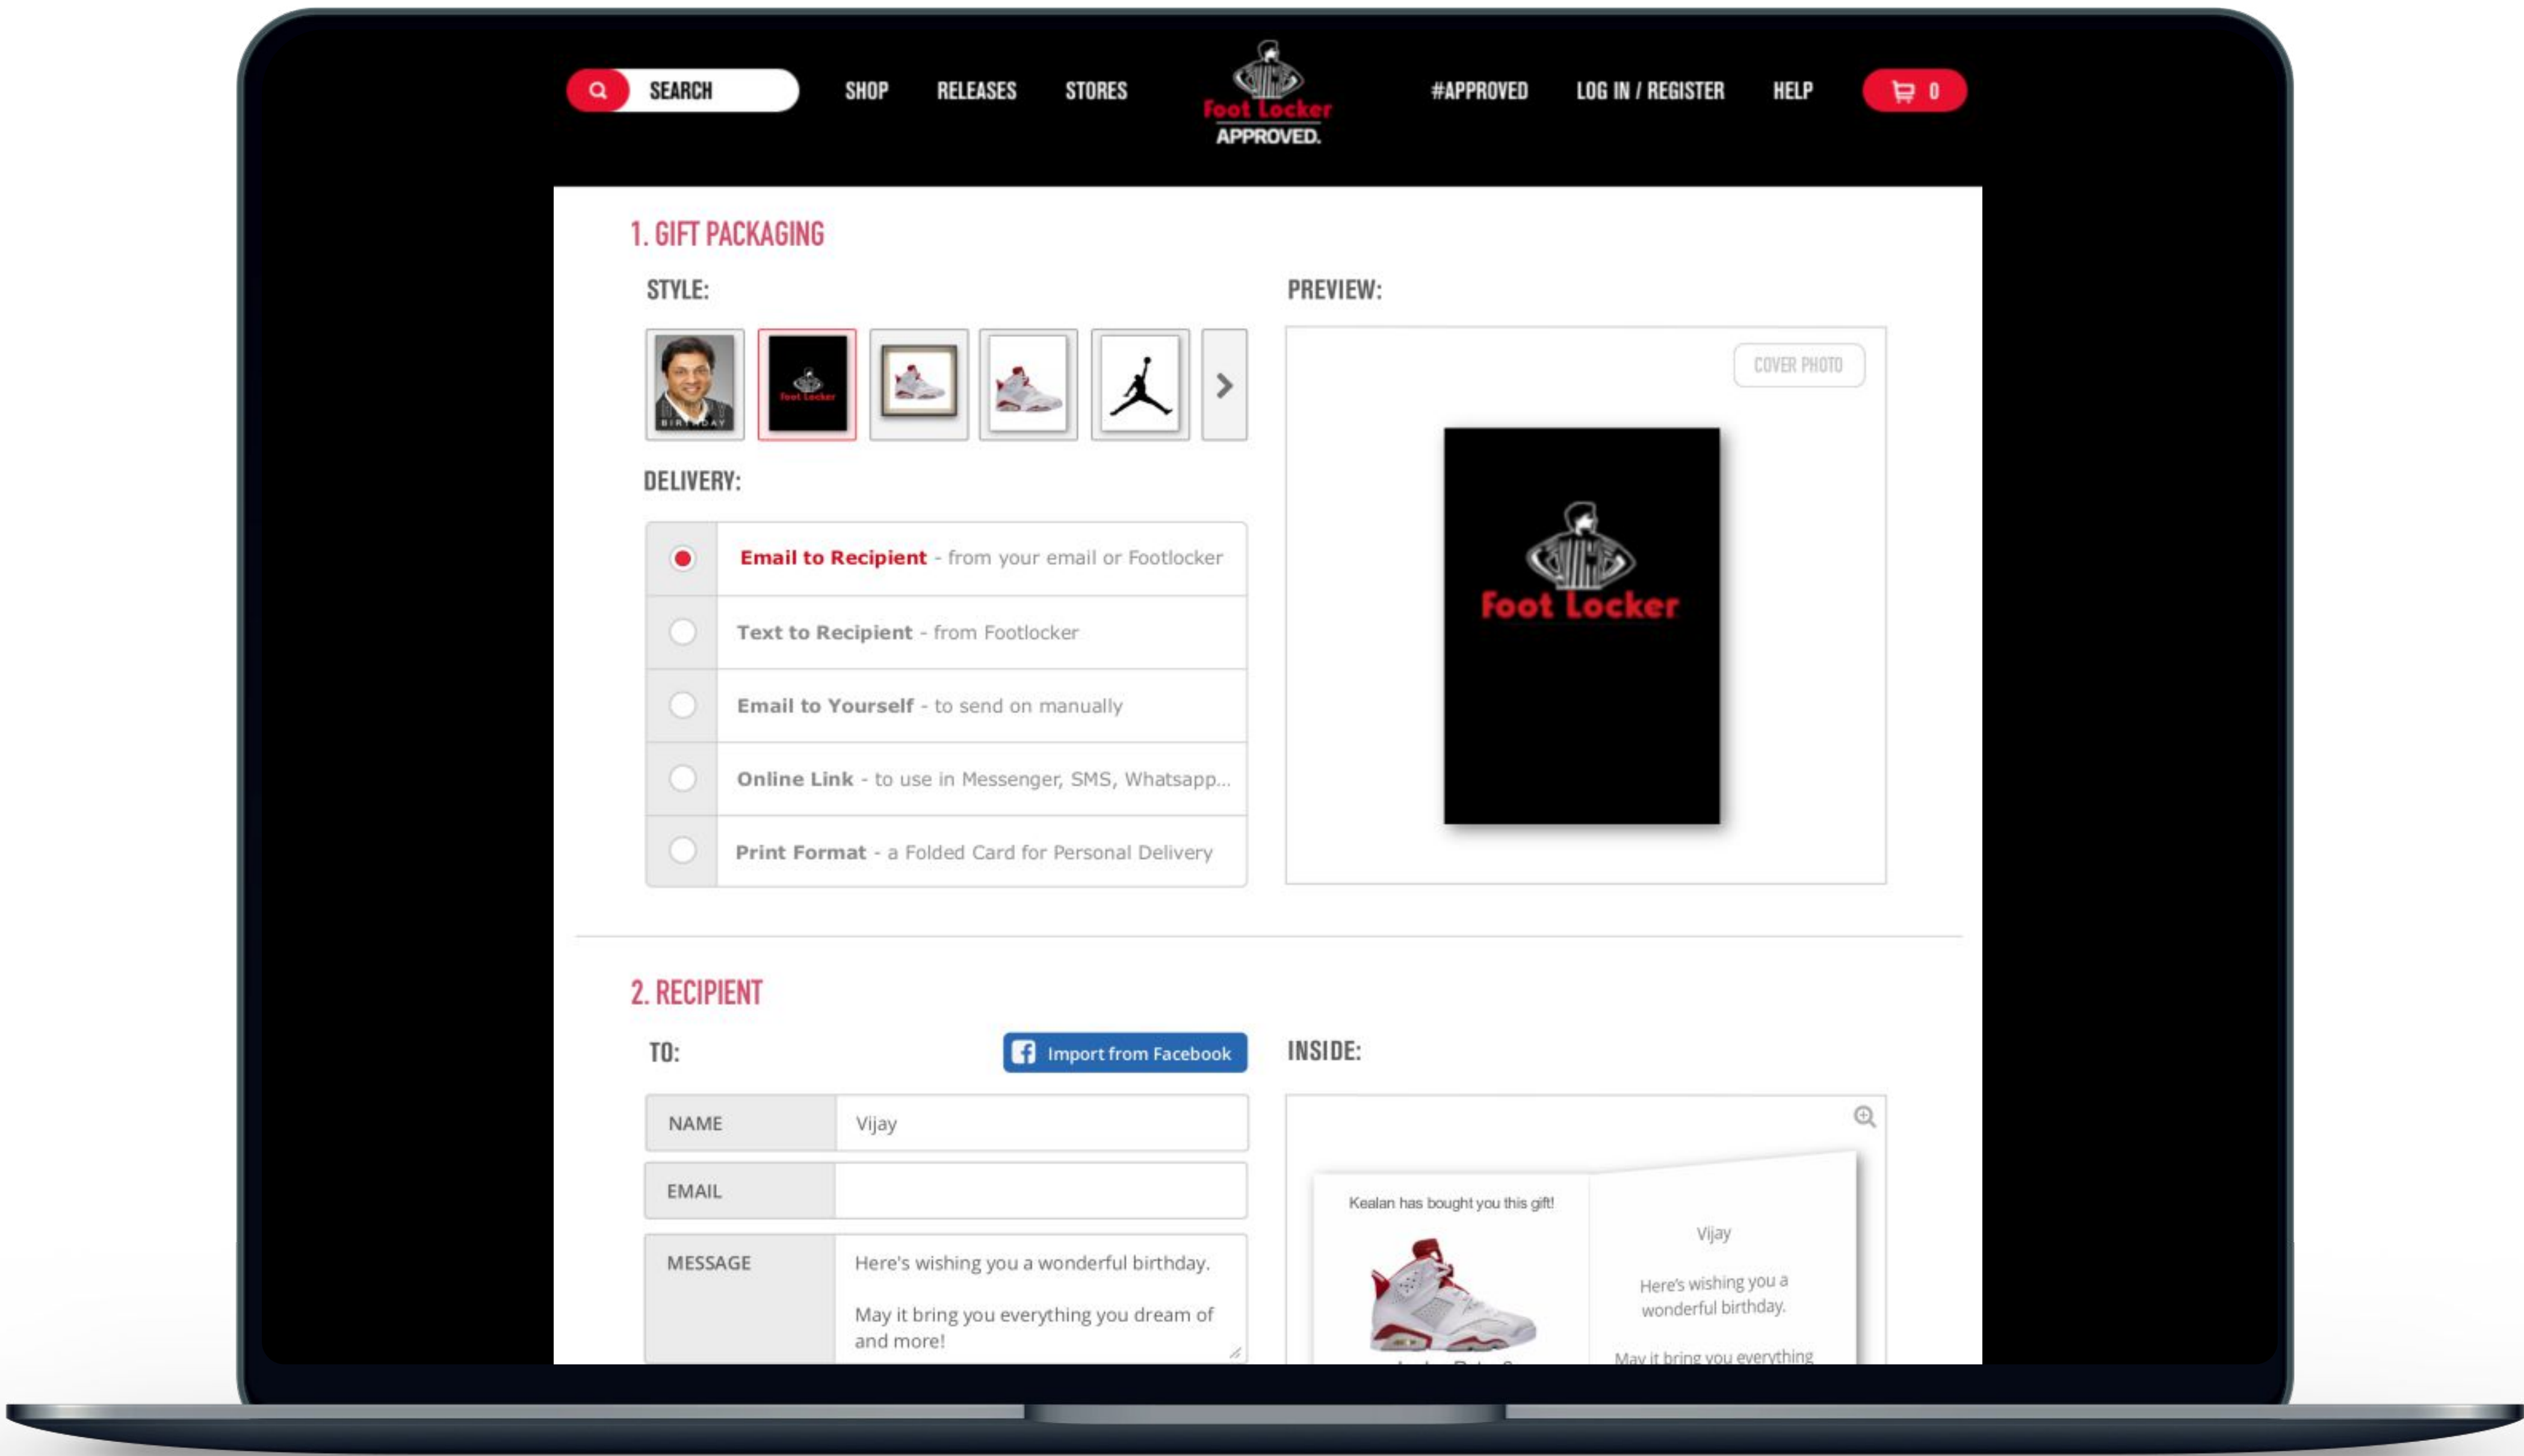 SEARCH
SHOP
RELEASES
STORES
Foot Locker
APPROVED.
#APPROVED
LOG IN / REGISTER
HELP
0
1. GIFT PACKAGING
STYLE:
BIRTHDAY
Foot Locker
DELIVERY:
Email to Recipient - from your email or Footlocker
Text to Recipient - from Footlocker
Email to Yourself - to send on manually
Online Link - to use in Messenger, SMS, Whatsapp...
Print Format - a Folded Card for Personal Delivery
PREVIEW:
COVER PHOTO
Foot Locker
2. RECIPIENT
TO:
Import from Facebook
NAME
Vijay
EMAIL
MESSAGE
Here's wishing you a wonderful birthday.
May it bring you everything you dream of
and more!
INSIDE:
Kealan has bought you this gift!
Vijay
Here's wishing you a
wonderful birthday.
May it bring you everything